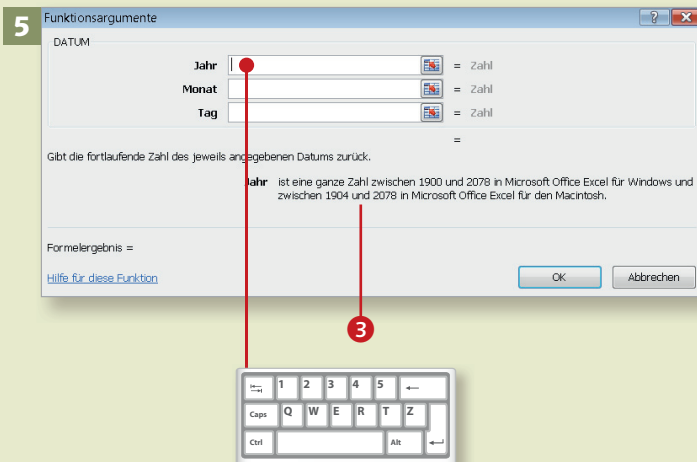 5
Funktionsargumente
DATUM
Jahr = Zahl
Monat = Zahl
Tag = Zahl
=
Gibt die fortlaufende Zahl des jeweils angegebenen Datums zurück.
Jahr ist eine ganze Zahl zwischen 1900 und 2078 in Microsoft Office Excel für Windows und
zwischen 1904 und 2078 in Microsoft Office Excel für den Macintosh.
Formelergebnis =
Hilfe für diese Funktion OK Abbrechen
3
1 2 3 4 5
Caps Q W E R T Z
Ctrl Alt